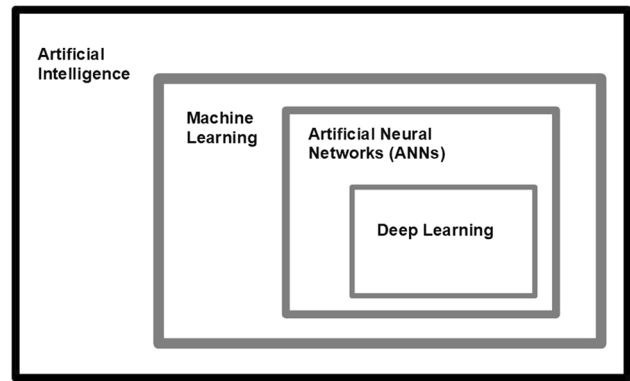 Artificial
Intelligence
Machine
Learning
Artificial Neural
Networks (ANNs)
Deep Learning